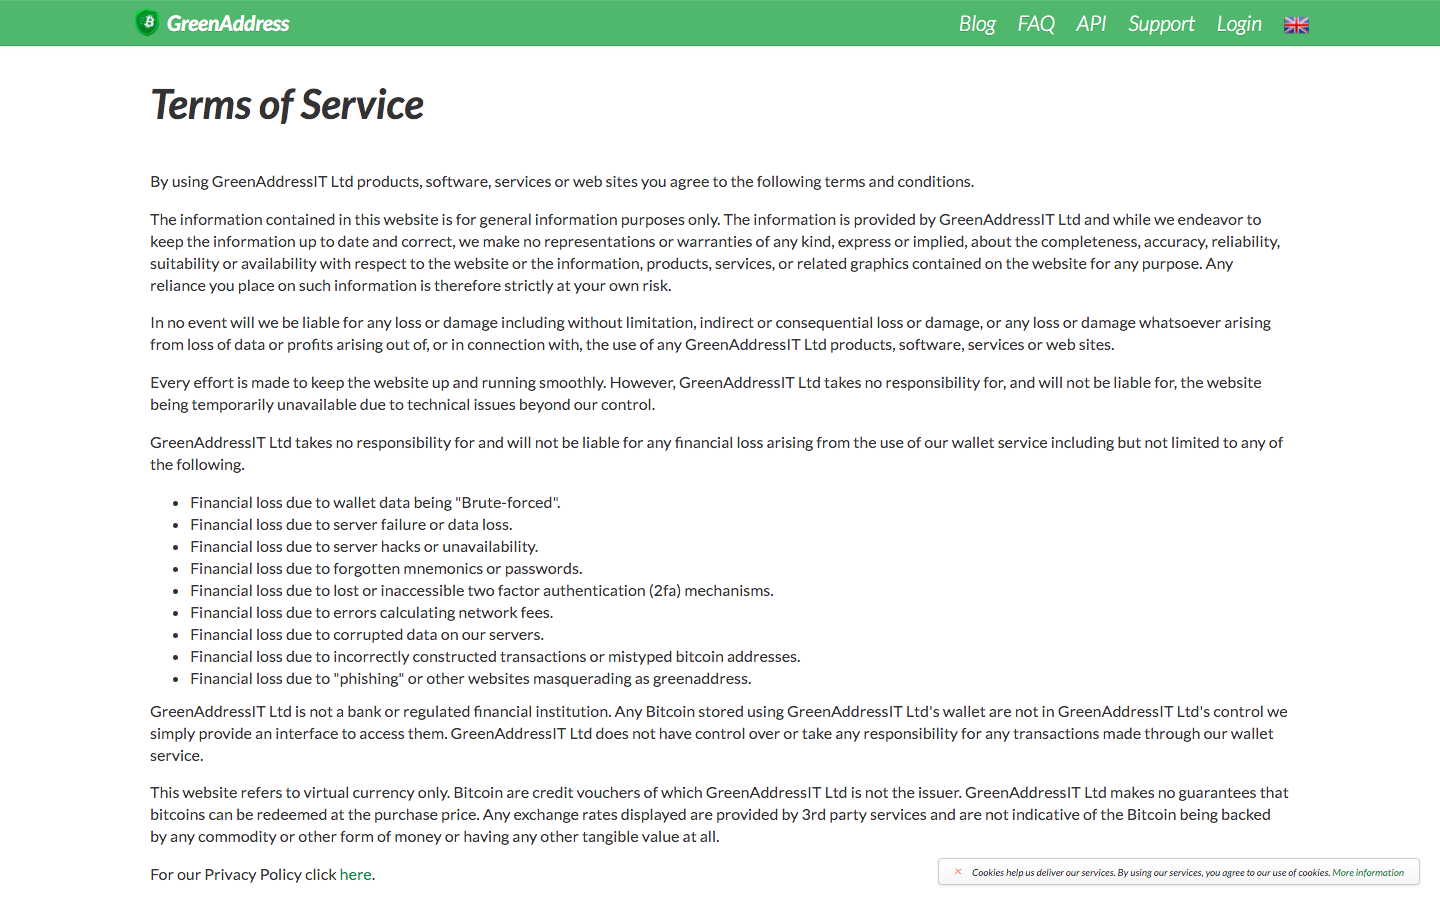 GreenAddress
Blog FAQ API Support Login
Terms of Service
By using GreenAddressIT Ltd products, software, services or web sites you agree to the following terms and conditions.
The information contained in this website is for general information purposes only. The information is provided by GreenAddressIT Ltd and while we endeavor to
keep the information up to date and correct, we make no representations or warranties of any kind, express or implied, about the completeness, accuracy, reliability,
suitability or availability with respect to the website or the information, products, services, or related graphics contained on the website for any purpose. Any
reliance you place on such information is therefore strictly at your own risk.
In no event will we be liable for any loss or damage including without limitation, indirect or consequential loss or damage, or any loss or damage whatsoever arising
from loss of data or profits arising out of, or in connection with, the use of any GreenAddressIT Ltd products, software, services or web sites.
Every effort is made to keep the website up and running smoothly. However, GreenAddressIT Ltd takes no responsibility for, and will not be liable for, the website
being temporarily unavailable due to technical issues beyond our control.
GreenAddressIT Ltd takes no responsibility for and will not be liable for any financial loss arising from the use of our wallet service including but not limited to any of
the following.
• Financial loss due to wallet data being "Brute-forced".
• Financial loss due to server failure or data loss.
• Financial loss due to server hacks or unavailability.
• Financial loss due to forgotten mnemonics or passwords.
• Financial loss due to lost or inaccessible two factor authentication (2fa) mechanisms.
• Financial loss due to errors calculating network fees.
• Financial loss due to corrupted data on our servers.
• Financial loss due to incorrectly constructed transactions or mistyped bitcoin addresses.
• Financial loss due to "phishing" or other websites masquerading as greenaddress.
GreenAddressIT Ltd is not a bank or regulated financial institution. Any Bitcoin stored using GreenAddressIT Ltd's wallet are not in GreenAddressIT Ltd's control we
simply provide an interface to access them. GreenAddressIT Ltd does not have control over or take any responsibility for any transactions made through our wallet
service.
This website refers to virtual currency only. Bitcoin are credit vouchers of which GreenAddressIT Ltd is not the issuer. GreenAddressIT Ltd makes no guarantees that
bitcoins can be redeemed at the purchase price. Any exchange rates displayed are provided by 3rd party services and are not indicative of the Bitcoin being backed
by any commodity or other form of money or having any other tangible value at all.
For our Privacy Policy click here.
× Cookies help us deliver our services. By using our services, you agree to our use of cookies. More information